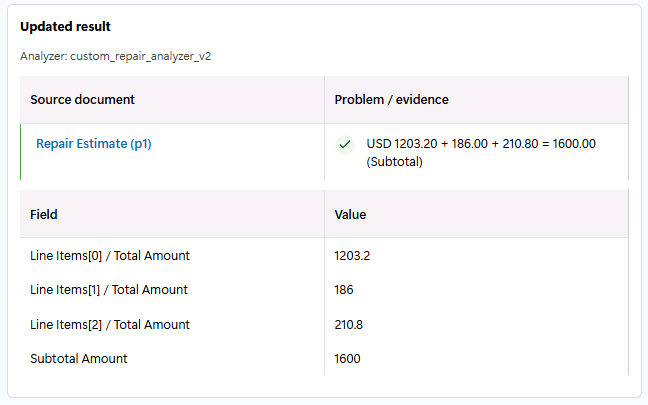 Updated result
Analyzer: custom_repair_analyzer_v2
Source document
Problem / evidence
Repair Estimate (p1)
USD 1203.20 + 186.00 + 210.80 = 1600.00
(Subtotal)
Field
Value
Line Items[0] / Total Amount
1203.2
Line Items[1] / Total Amount
186
Line Items[2] / Total Amount
210.8
Subtotal Amount
1600